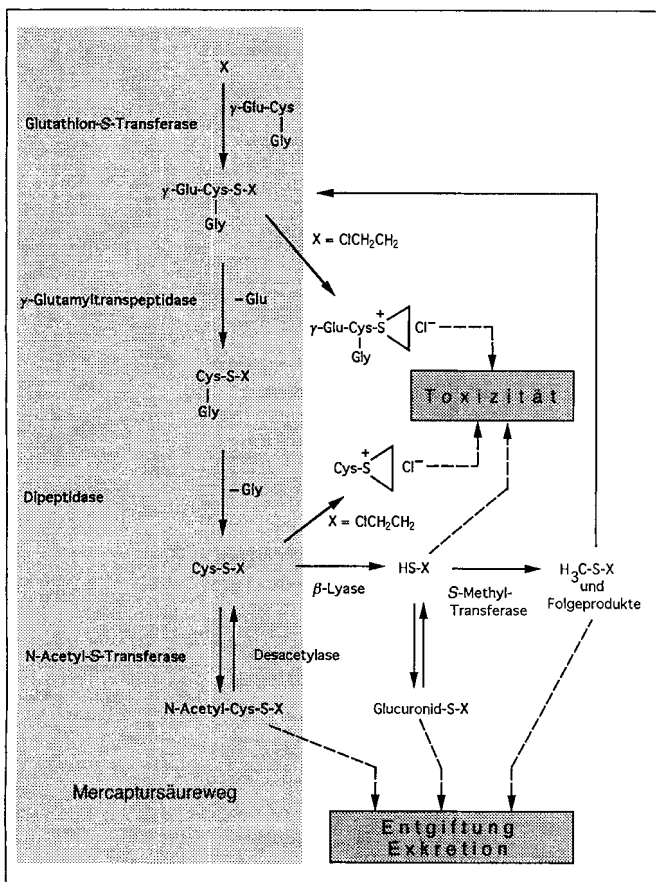 X
γ-Glu-Cys
Glutathion-S-Transferase
Gly
γ-Glu-Cys-S-X
Gly
X = ClCH₂CH₂
γ-Glutamyltranspeptidase
–Glu
γ-Glu-Cys-S⁺ Cl⁻
Gly
Cys-S-X
Gly
Toxizität
Cys-S⁺ Cl⁻
Dipeptidase
–Gly
X = ClCH₂CH₂
Cys-S-X
HS-X
H₃C-S-X
β-Lyase
S-Methyl-
und
Transferase
Folgeprodukte
N-Acetyl-S-Transferase
Desacetylase
N-Acetyl-Cys-S-X
Glucuronid-S-X
Mercaptursäureweg
Entgiftung
Exkretion